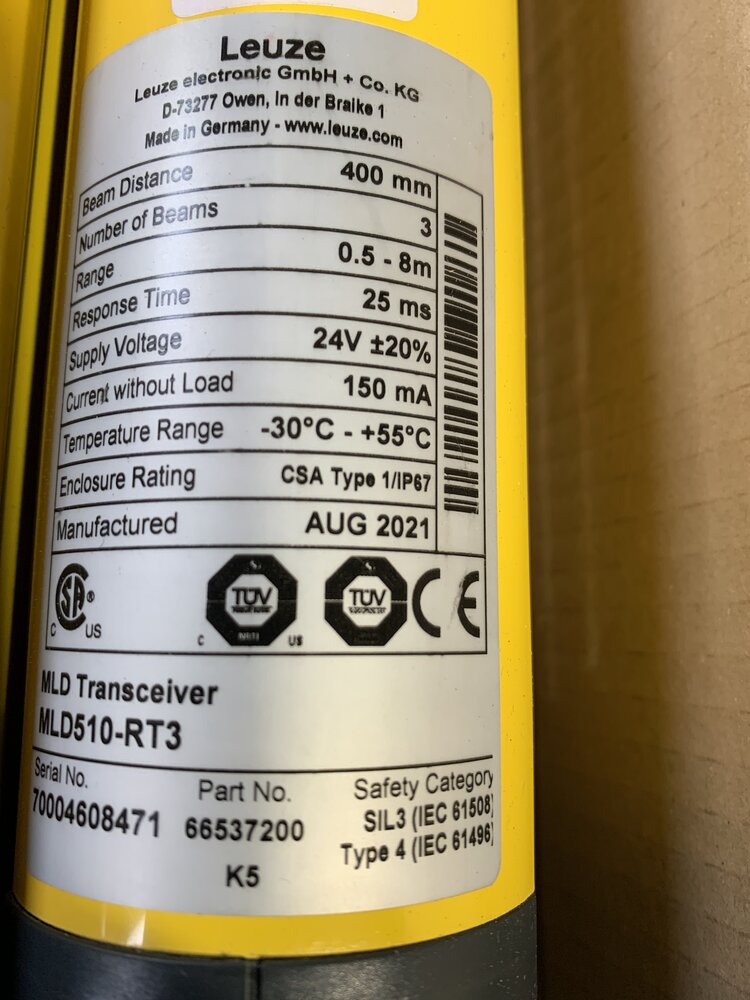 Leuze
Leuze electronic GmbH + Co. KG
D-73277 Owen, In der Braike 1
Made in Germany - www.leuze.com
Beam Distance 400 mm
Number of Beams 3
Range 0.5 - 8m
Response Time 25 ms
Supply Voltage 24V ±20%
Current without Load 150 mA
Temperature Range -30°C - +55°C
Enclosure Rating CSA Type 1/IP67
Manufactured AUG 2021
SA® C US
TÜV C US
TÜV
CE
MLD Transceiver
MLD510-RT3
Serial No. Part No. Safety Category
70004608471 66537200 SIL3 (IEC 61508)
Type 4 (IEC 61496)
K5